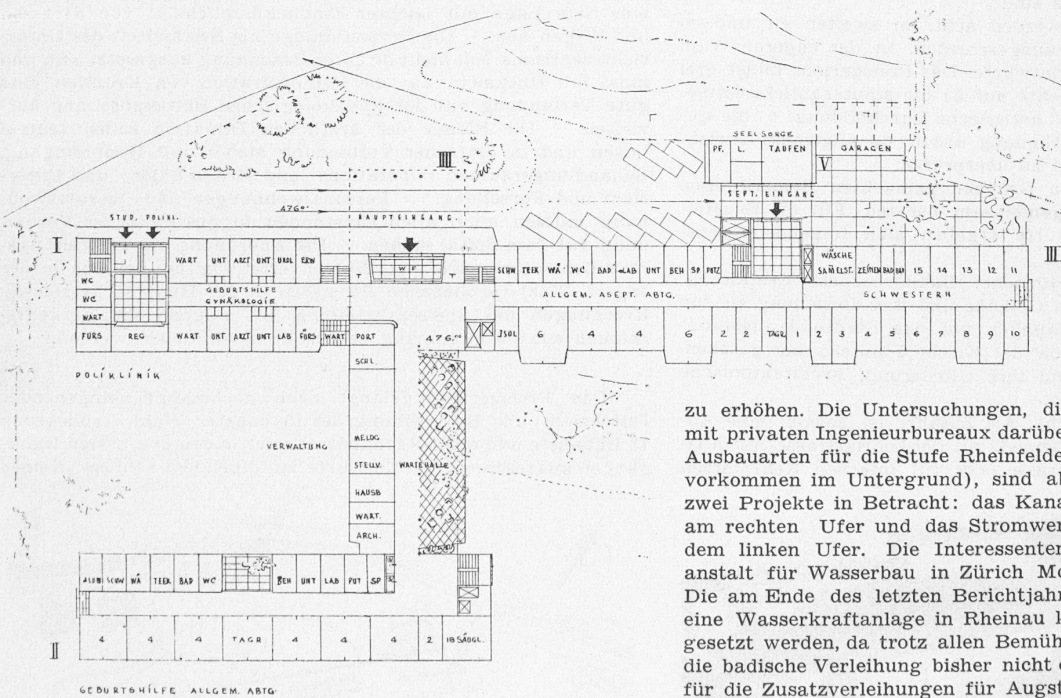 SEELSORGE
PF. L. TAUFEN GARAGEN
III V
SEPT. EINGANG
476.00
STUD. POLIKL. HAUPTEINGANG.
I III
WC WART UNT ARZT UNT UROL ERW WF SCHW TEEK WÄ WC BAD LAB UNT BEH SP PUTZ WÄSCHE SAMELST. BAD BAD 15 14 13 12 11
WC GEBURTSHILFE GYNÄKOLOGIE T T ALLGEM. ASEPT. ABTG. SCHWESTERN
WART
FÜRS REG WART UNT ARZT UNT LAB FÜRS WART PORT 476.00 ISOL 6 4 4 4 6 2 2 TAGR. 1 2 3 4 5 6 7 8 9 10
POLIKLINIK
SCHL.
VERWALTUNG
MELDG
STELLV. WARTEHALLE
HAUSB
WART.
ARCH.
SCHW WÄ TEEK BAD WC BEH UNT LAB PUT SP
4 4 4 TAGR 4 4 4 2 18 SÄUGL.
II
GEBURTSHILFE ALLGEM. ABTG.
zu erhöhen. Die Untersuchungen, di
mit privaten Ingenieurbureaux darübe
Ausbauarten für die Stufe Rheinfelde
vorkommen im Untergrund), sind al
zwei Projekte in Betracht: das Kana
am rechten Ufer und das Stromwer
dem linken Ufer. Die Interessenten
anstalt für Wasserbau in Zürich Mo
Die am Ende des letzten Berichtjahr
eine Wasserkraftanlage in Rheinau k
gesetzt werden, da trotz allen Bemüh
die badische Verleihung bisher nicht e
für die Zusatzverleihungen für Augst